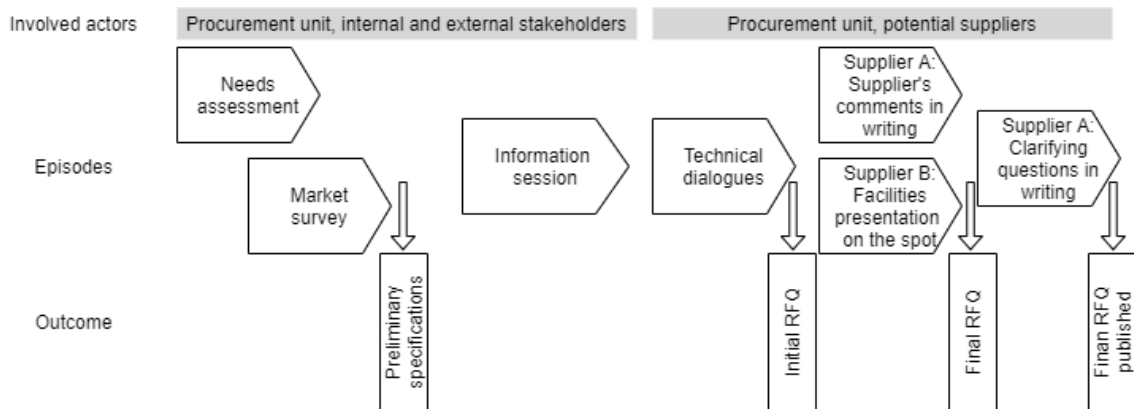 Involved actors
Procurement unit, internal and external stakeholders
Procurement unit, potential suppliers
Episodes
Needs
assessment
Market
survey
Information
session
Technical
dialogues
Supplier A:
Supplier's
comments in
writing
Supplier B:
Facilities
presentation
on the spot
Supplier A:
Clarifying
questions in
writing
Outcome
Preliminary
specifications
Initial RFQ
Final RFQ
Finan RFQ
published